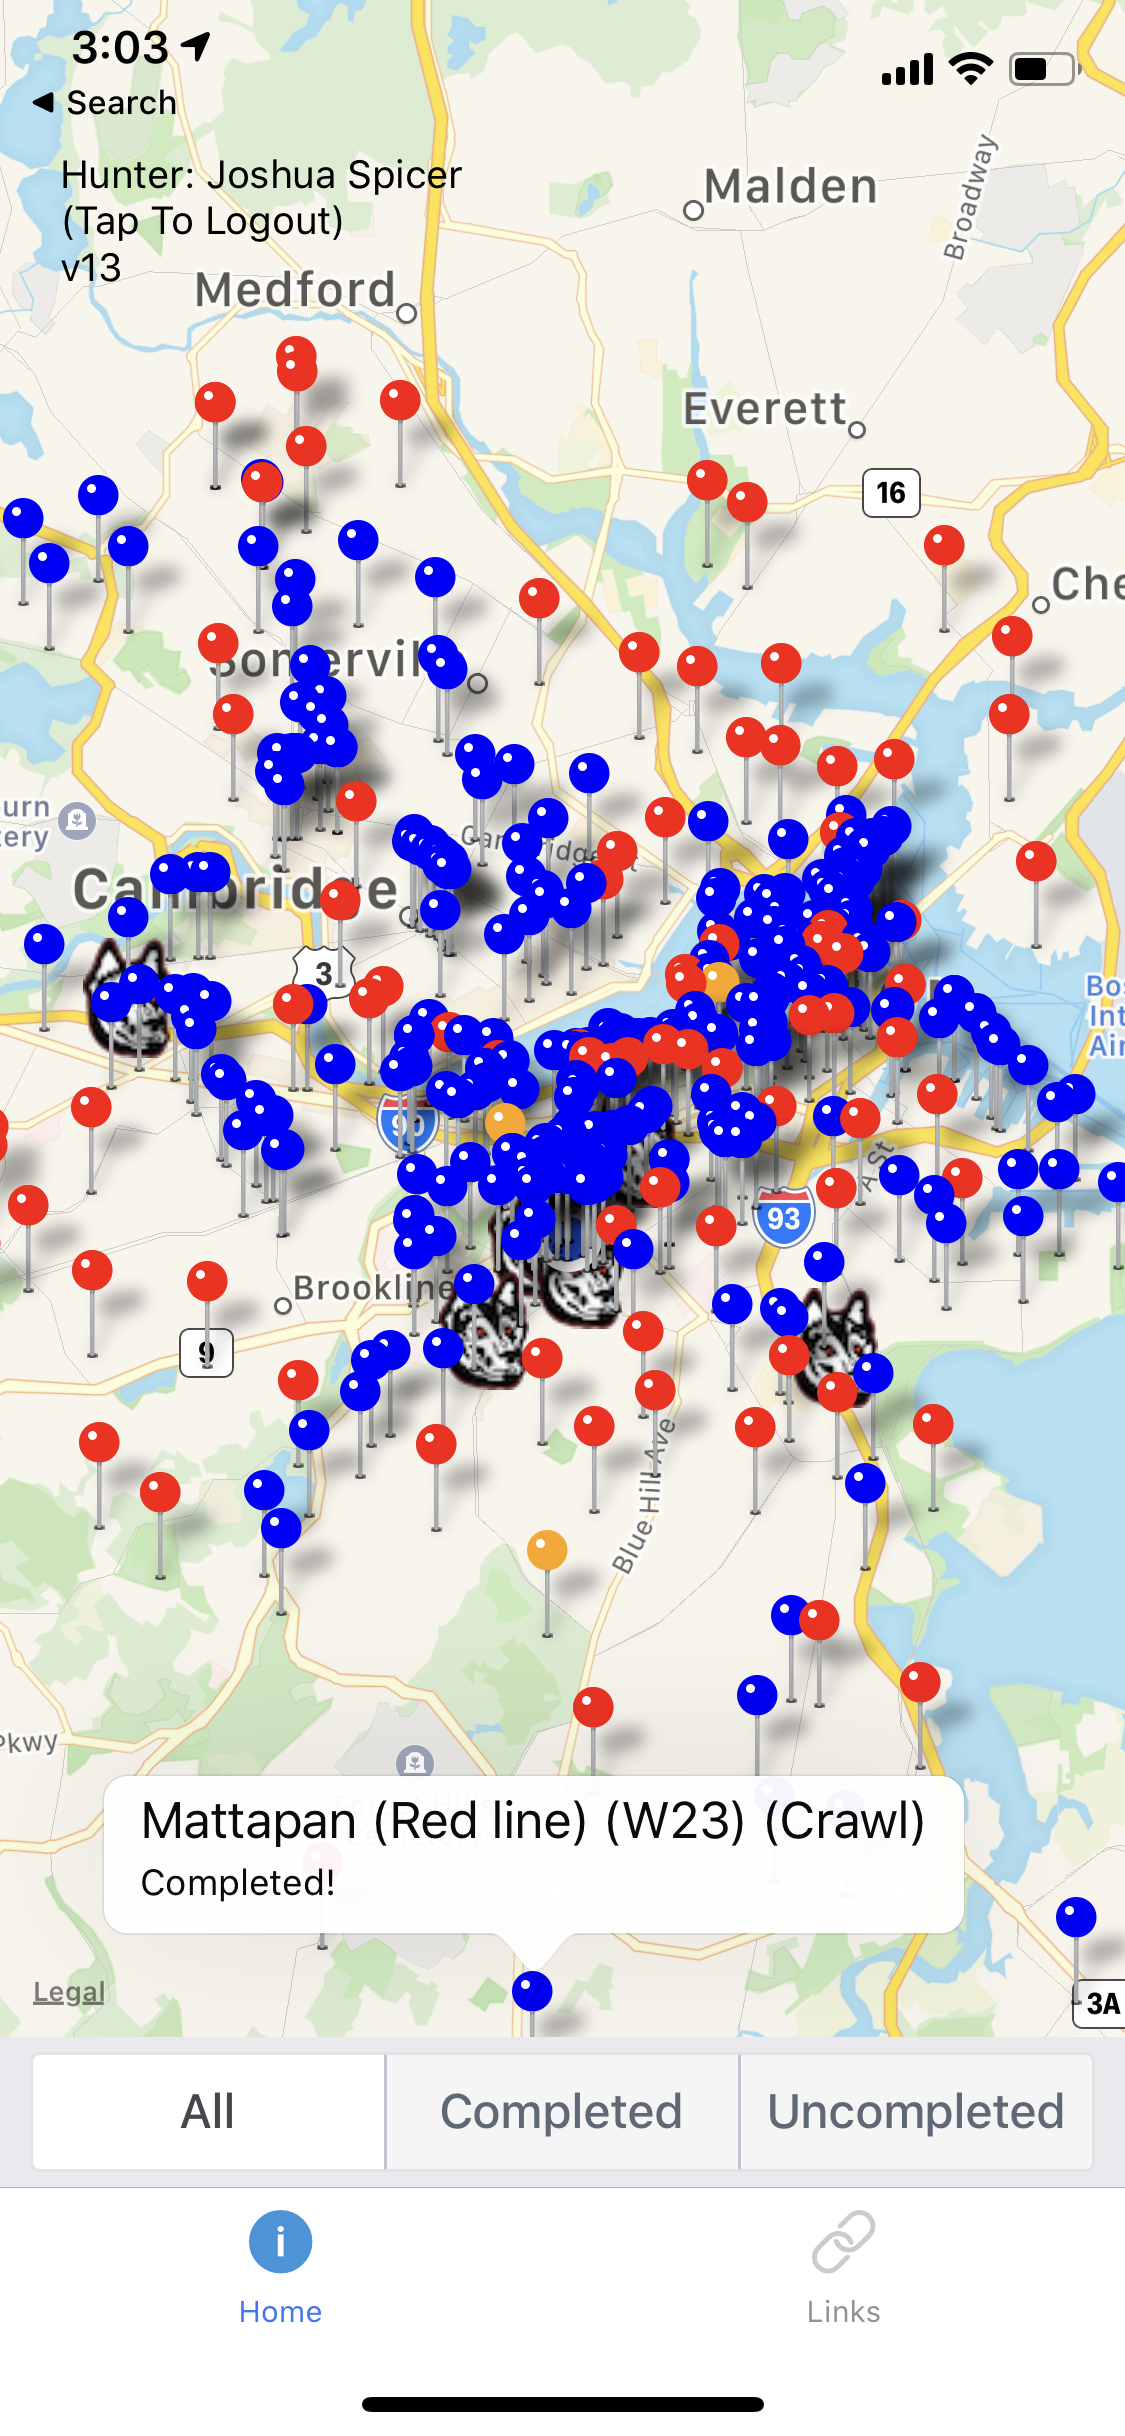 3:03
Search
Hunter: Joshua Spicer
(Tap To Logout)
v13
Malden
Broadway
Medford
Everett
16
Che
Somerville
urn
tery
Cambridge
3
Bos
Int
Air
90
A St
93
Brookline
9
Blue Hill Ave
Pkwy
Mattapan (Red line) (W23) (Crawl)
Completed!
Legal
3A
All
Completed
Uncompleted
Home
Links